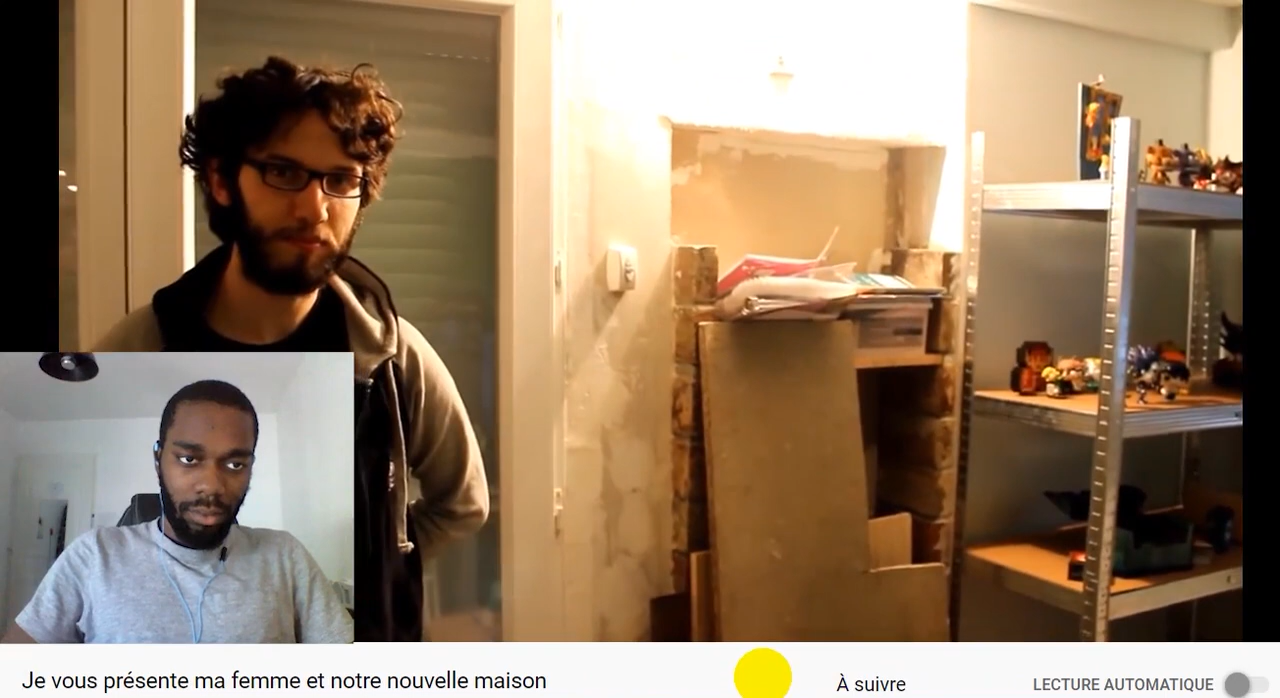 Je vous présente ma femme et notre nouvelle maison
À suivre
LECTURE AUTOMATIQUE